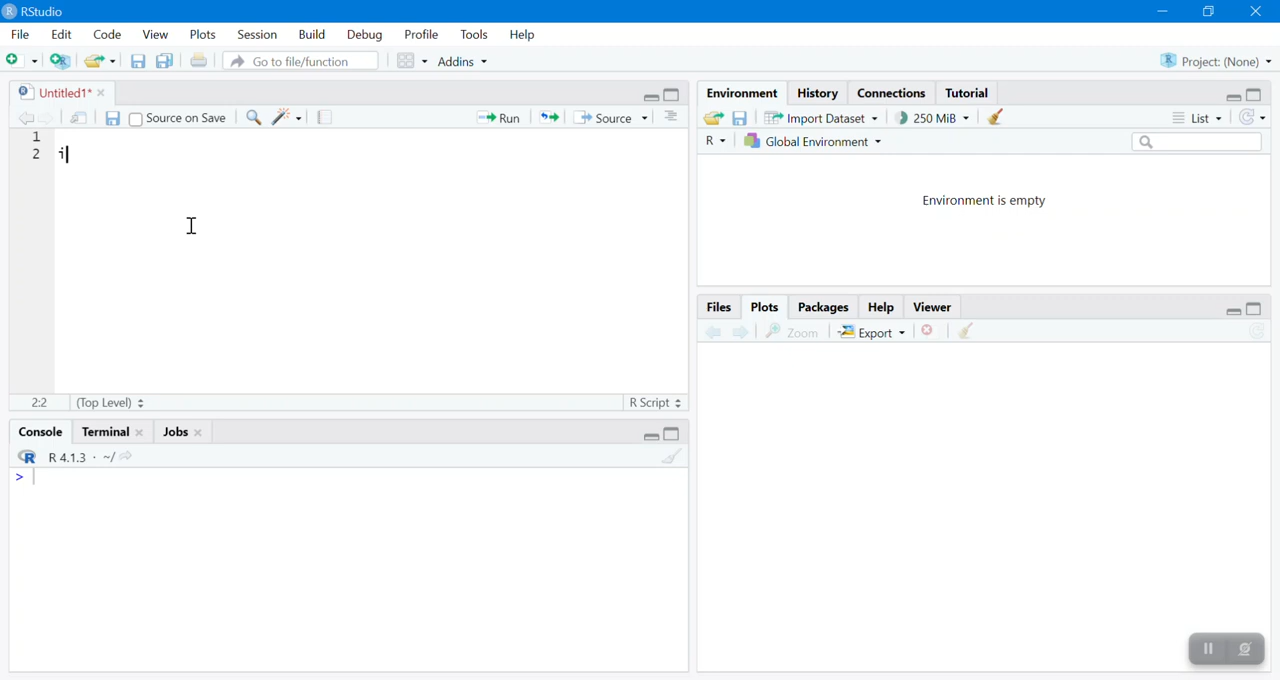 RStudio
File Edit Code View Plots Session Build Debug Profile Tools Help
Go to file/function Addins Project: (None)
Untitled1*
Source on Save Run Source
1
2 i
2:2 (Top Level) R Script
Console Terminal Jobs
R 4.1.3 · ~/
>
Environment History Connections Tutorial
Import Dataset 250 MiB List
R Global Environment
Environment is empty
Files Plots Packages Help Viewer
Zoom Export